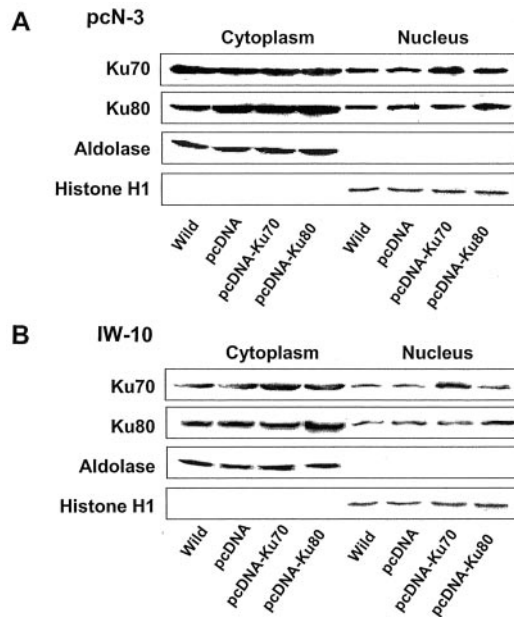 A pcN-3
Cytoplasm Nucleus
Ku70
Ku80
Aldolase
Histone H1
Wild pcDNA pcDNA-Ku70 pcDNA-Ku80 Wild pcDNA pcDNA-Ku70 pcDNA-Ku80
B IW-10
Cytoplasm Nucleus
Ku70
Ku80
Aldolase
Histone H1
Wild pcDNA pcDNA-Ku70 pcDNA-Ku80 Wild pcDNA pcDNA-Ku70 pcDNA-Ku80